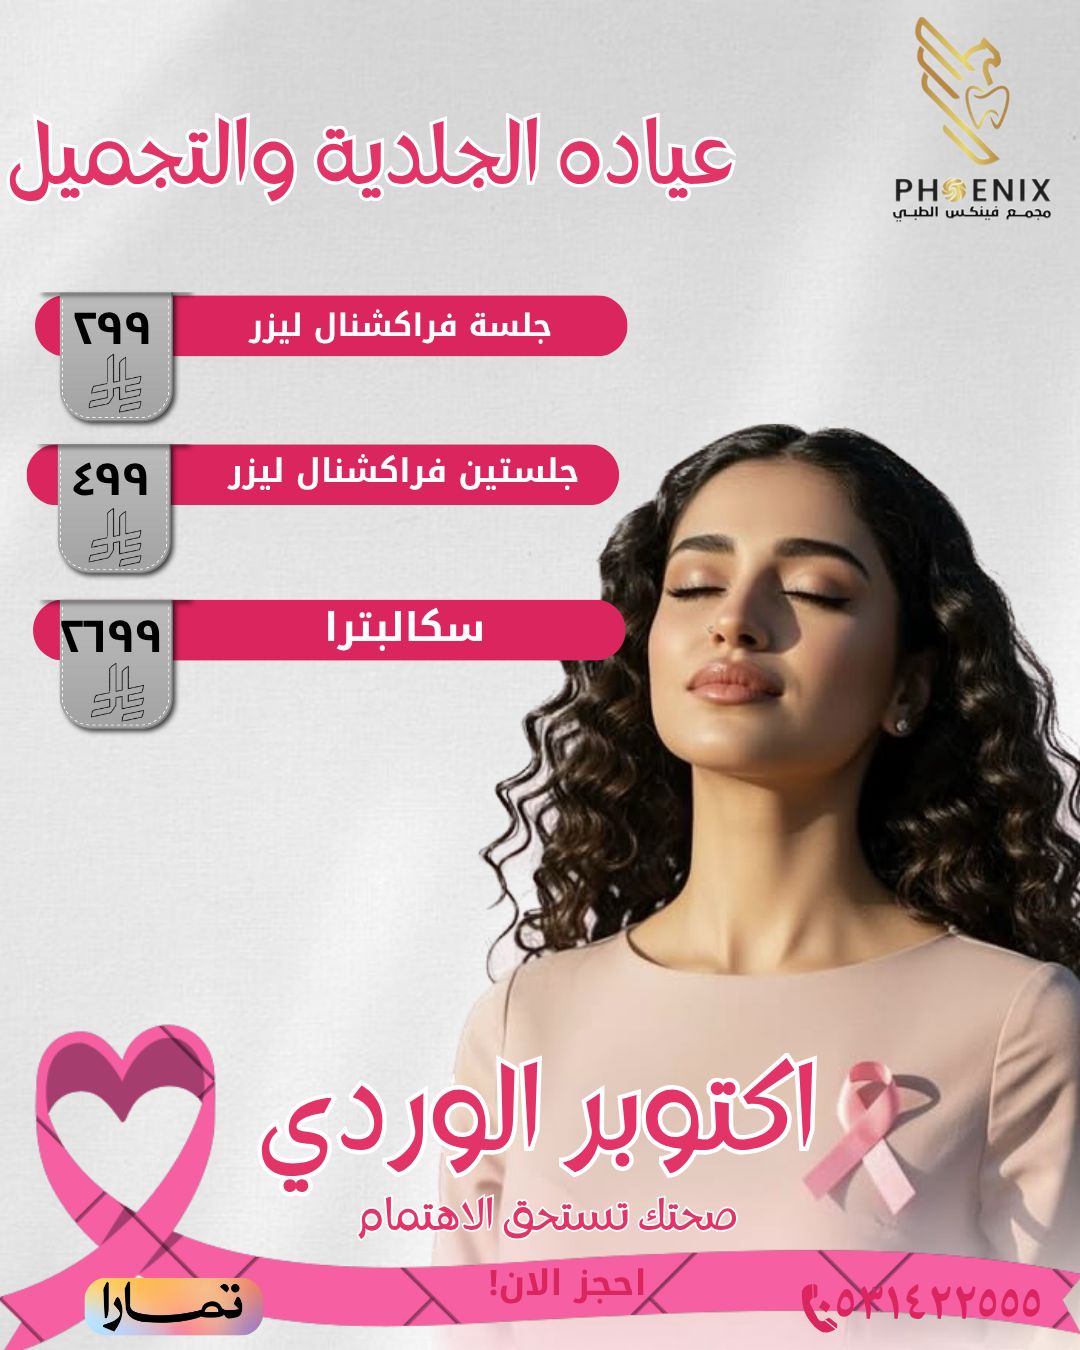 PHOENIX
مجمع فينكس الطبي
عياده الجلدية والتجميل
جلسة فراكشنال ليزر
٢٩٩
جلستين فراكشنال ليزر
٤٩٩
سكالبترا
٢٦٩٩
اكتوبر الوردي
صحتك تستحق الاهتمام
احجز الان!
٠٥٣١٤٢٢٥٥٥
تمارا